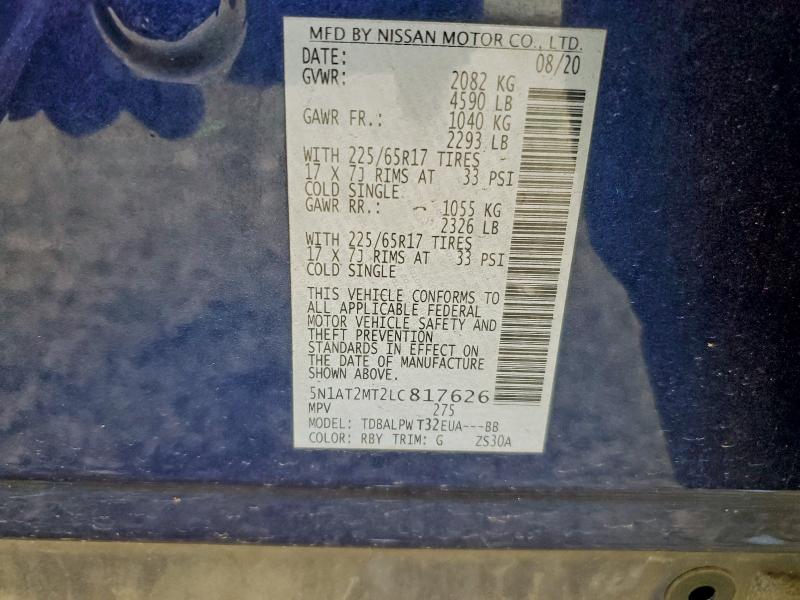 MFD BY NISSAN MOTOR CO., LTD.
DATE: 08/20
GVWR: 2082 KG
4590 LB
GAWR FR.: 1040 KG
2293 LB
WITH 225/65R17 TIRES
17 X 7J RIMS AT 33 PSI
COLD SINGLE
GAWR RR.: 1055 KG
2326 LB
WITH 225/65R17 TIRES
17 X 7J RIMS AT 33 PSI
COLD SINGLE
THIS VEHICLE CONFORMS TO
ALL APPLICABLE FEDERAL
MOTOR VEHICLE SAFETY AND
THEFT PREVENTION
STANDARDS IN EFFECT ON
THE DATE OF MANUFACTURE
SHOWN ABOVE.
5N1AT2MT2LC817626
MPV 275
MODEL: TDBALPWT32EUA---BB
COLOR: RBY TRIM: G ZS30A